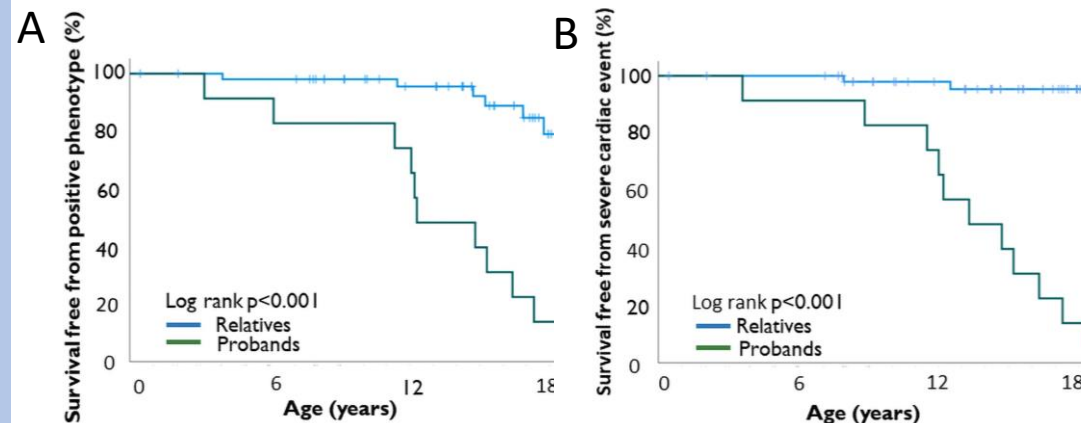 A
Survival free from positive phenotype (%)
100
80
60
40
20
0
Log rank p<0.001
Relatives
Probands
0 6 12 18
Age (years)
B
Survival free from severe cardiac event (%)
100
80
60
40
20
0
Log rank p<0.001
Relatives
Probands
0 6 12 18
Age (years)